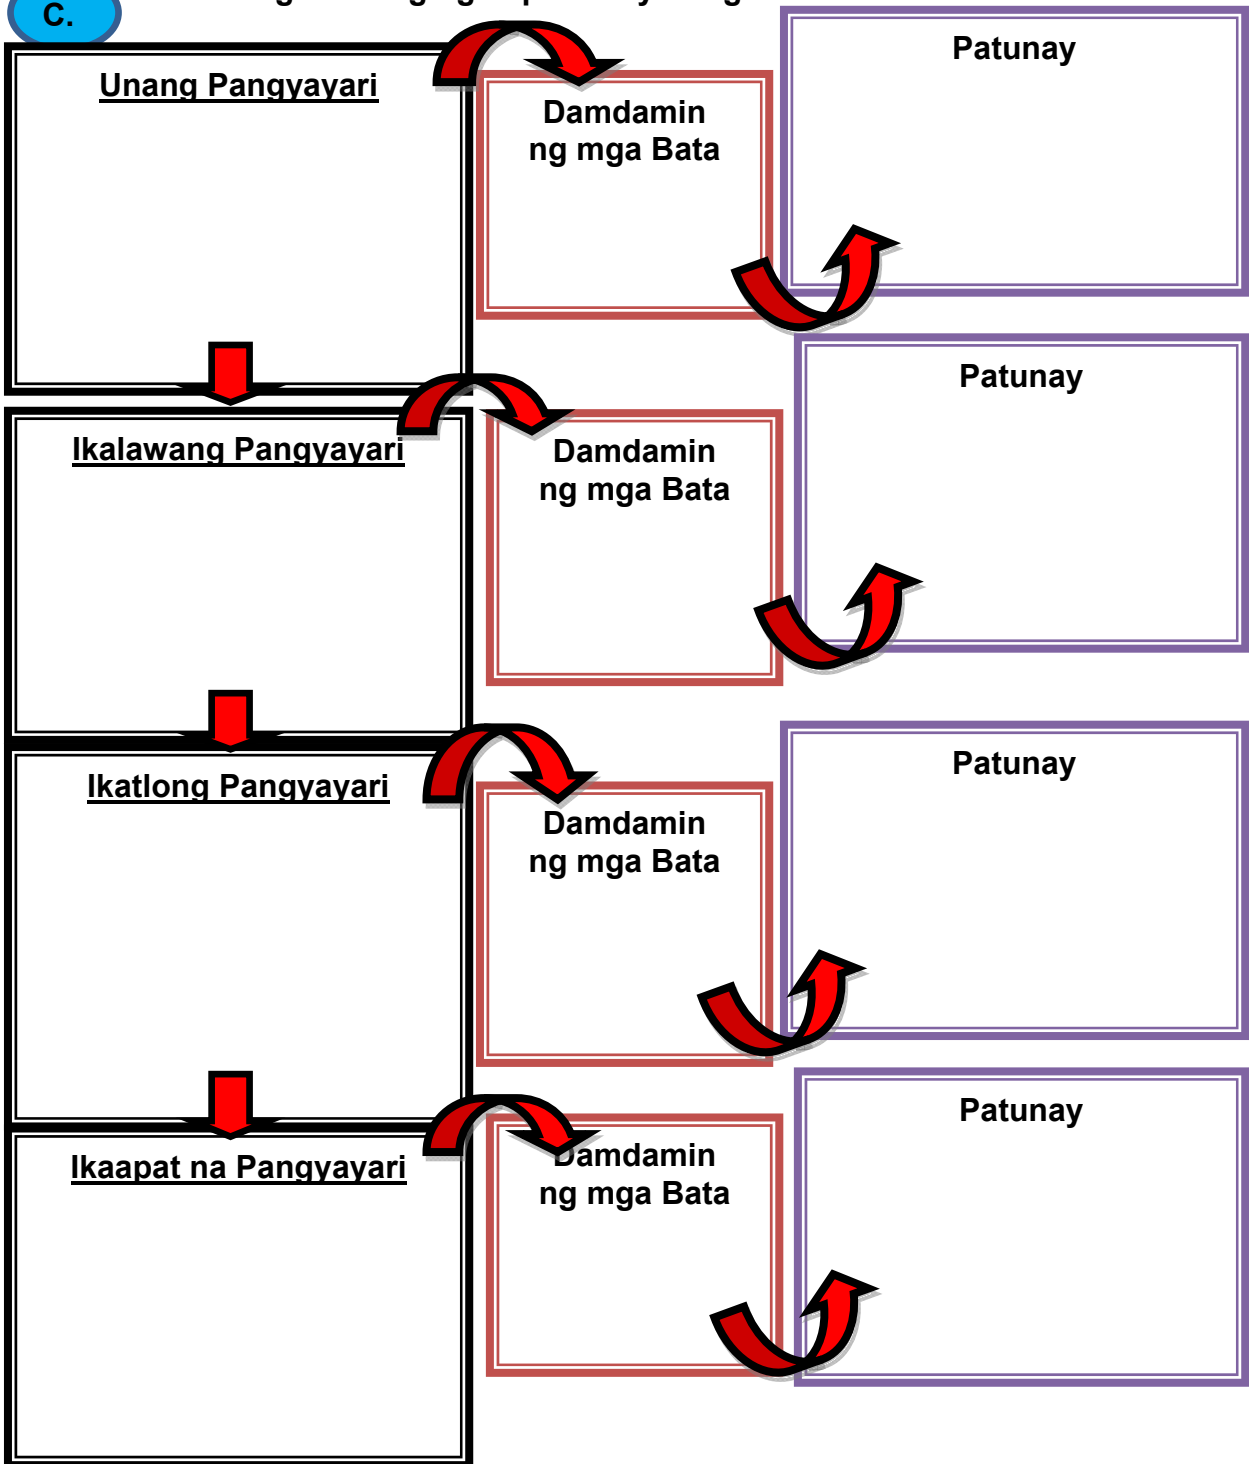 C.
Unang Pangyayari
Damdamin
ng mga Bata
Patunay
Ikalawang Pangyayari
Damdamin
ng mga Bata
Patunay
Ikatlong Pangyayari
Damdamin
ng mga Bata
Patunay
Ikaapat na Pangyayari
Damdamin
ng mga Bata
Patunay